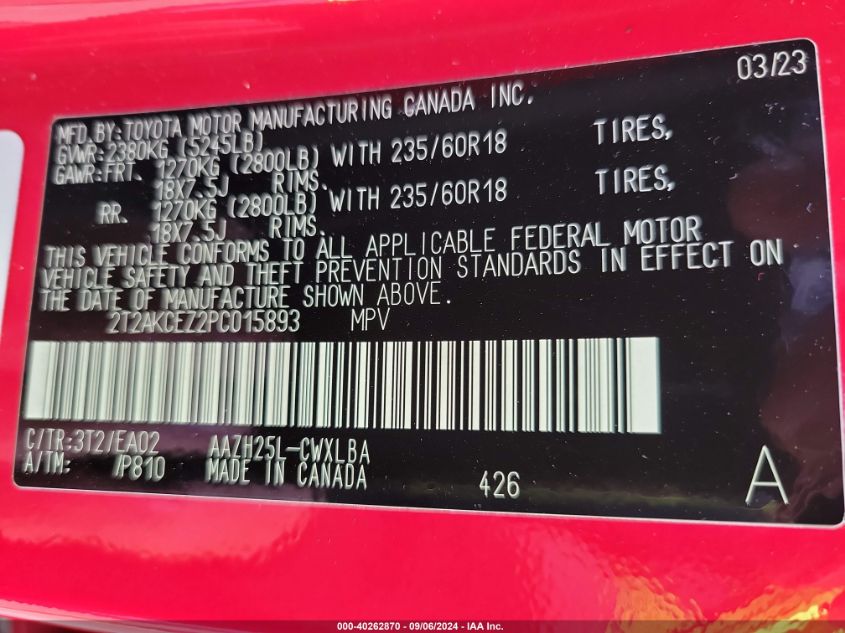 03/23
MFD.BY:TOYOTA MOTOR MANUFACTURING CANADA INC.
GVWR:2380KG (5245LB)
GAWR:FRT. 1270KG (2800LB) WITH 235/60R18 TIRES,
18X7.5J RIMS.
RR. 1270KG (2800LB) WITH 235/60R18 TIRES,
18X7.5J RIMS.
THIS VEHICLE CONFORMS TO ALL APPLICABLE FEDERAL MOTOR
VEHICLE SAFETY AND THEFT PREVENTION STANDARDS IN EFFECT ON
THE DATE OF MANUFACTURE SHOWN ABOVE.
2T2AKCEZ2PC015893 MPV
C/TR:3T2/EA02 AAZH25L-CWXLBA
A/TM: /P810 MADE IN CANADA
426 A
000-40262870 - 09/06/2024 - IAA Inc.